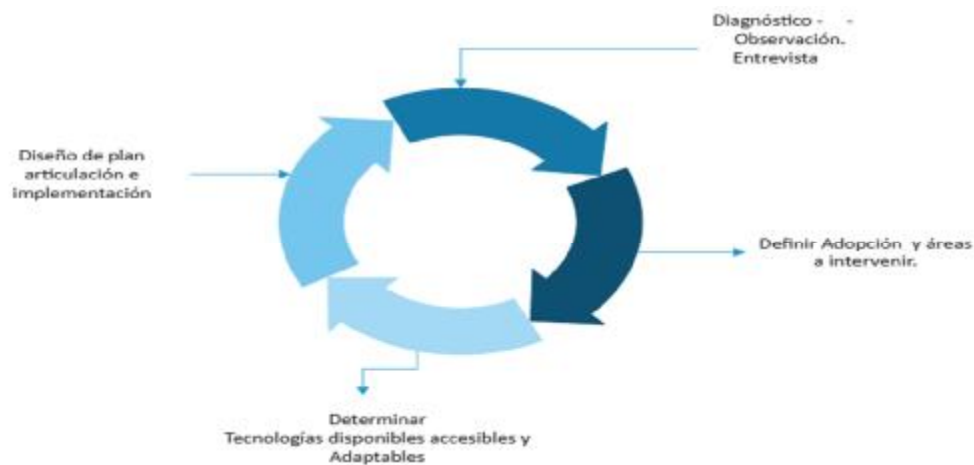 Diagnóstico - -
Observación.
Entrevista
Diseño de plan
articulación e
implementación
Definir Adopción y áreas
a intervenir.
Determinar
Tecnologías disponibles accesibles y
Adaptables